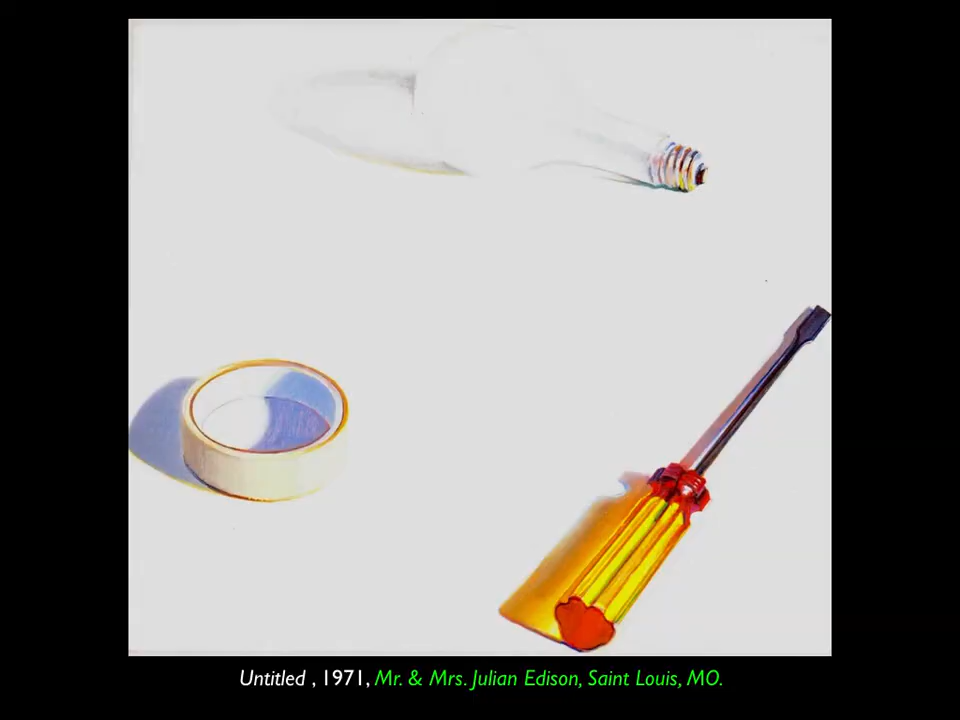 Untitled , 1971, Mr. & Mrs. Julian Edison, Saint Louis, MO.